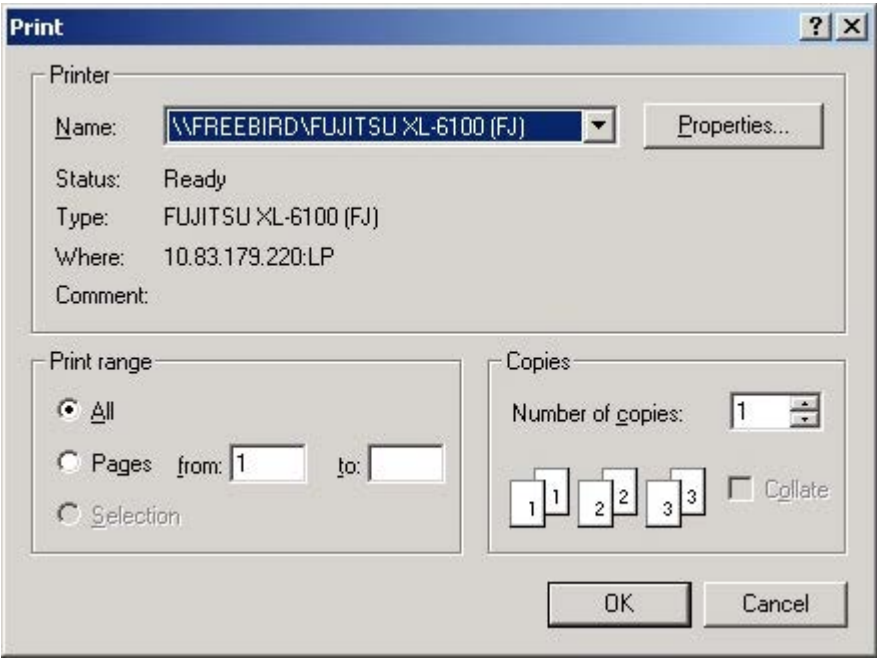 Print
Printer
Name: \\FREEBIRD\FUJITSU XL-6100 (FJ) Properties...
Status: Ready
Type: FUJITSU XL-6100 (FJ)
Where: 10.83.179.220:LP
Comment:
Print range
All
Pages from: 1 to:
Selection
Copies
Number of copies: 1
1 1 2 2 3 3 Collate
OK Cancel